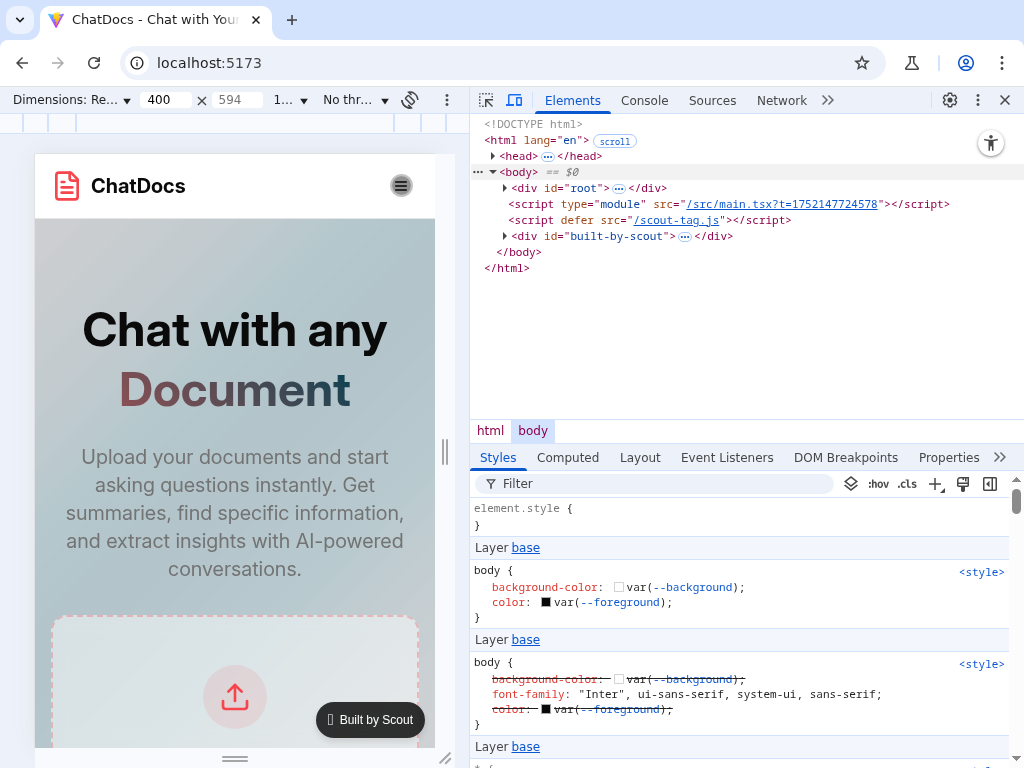 ChatDocs - Chat with Your
localhost:5173
Dimensions: Re... 400 × 594 1... No thr...
Elements Console Sources Network
<!DOCTYPE html>
<html lang="en"> scroll
<head> ··· </head>
··· <body> == $0
<div id="root"> ··· </div>
<script type="module" src="/src/main.tsx?t=1752147724578"></script>
<script defer src="/scout-tag.js"></script>
<div id="built-by-scout"> ··· </div>
</body>
</html>
ChatDocs
Chat with any
Document
Upload your documents and start
asking questions instantly. Get
summaries, find specific information,
and extract insights with AI-powered
conversations.
Built by Scout
html body
Styles Computed Layout Event Listeners DOM Breakpoints Properties
Filter :hov .cls
element.style {
}
Layer base
body { <style>
background-color: var(--background);
color: var(--foreground);
}
Layer base
body { <style>
background-color: var(--background);
font-family: "Inter", ui-sans-serif, system-ui, sans-serif;
color: var(--foreground);
}
Layer base